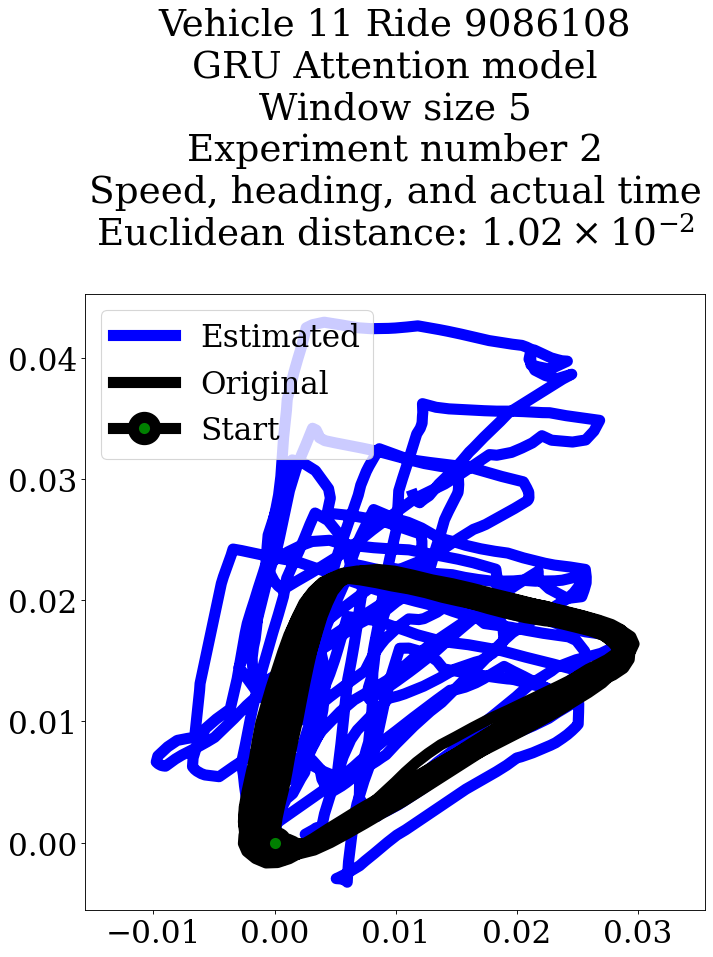 Vehicle 11 Ride 9086108
GRU Attention model
Window size 5
Experiment number 2
Speed, heading, and actual time
Euclidean distance: 1.02 × 10⁻²
Estimated
Original
Start
0.04
0.03
0.02
0.01
0.00
−0.01 0.00 0.01 0.02 0.03